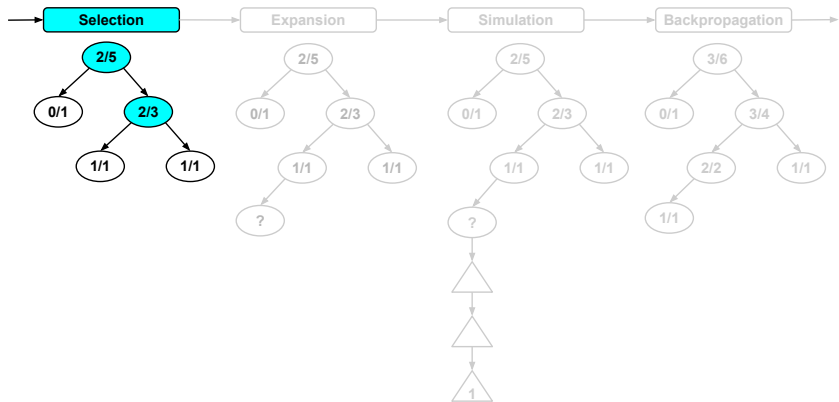 Selection Expansion Simulation Backpropagation
2/5 2/5 2/5 3/6
0/1 2/3 0/1 2/3 0/1 2/3 0/1 3/4
1/1 1/1 1/1 1/1 1/1 1/1 2/2 1/1
? ? 1/1
1